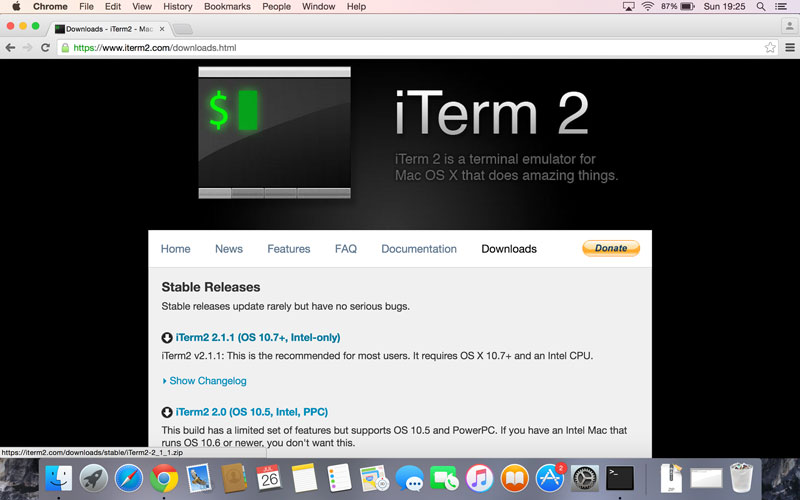 Chrome File Edit View History Bookmarks People Window Help 87% Sun 19:25
Downloads - iTerm2 - Mac
https://www.iterm2.com/downloads.html
$
iTerm 2
iTerm 2 is a terminal emulator for
Mac OS X that does amazing things.
Home News Features FAQ Documentation Downloads Donate
Stable Releases
Stable releases update rarely but have no serious bugs.
iTerm2 2.1.1 (OS 10.7+, Intel-only)
iTerm2 v2.1.1: This is the recommended for most users. It requires OS X 10.7+ and an Intel CPU.
Show Changelog
iTerm2 2.0 (OS 10.5, Intel, PPC)
This build has a limited set of features but supports OS 10.5 and PowerPC. If you have an Intel Mac that
runs OS 10.6 or newer, you don't want this.
https://iterm2.com/downloads/stable/iTerm2-2_1_1.zip
JUL
26
2
>_